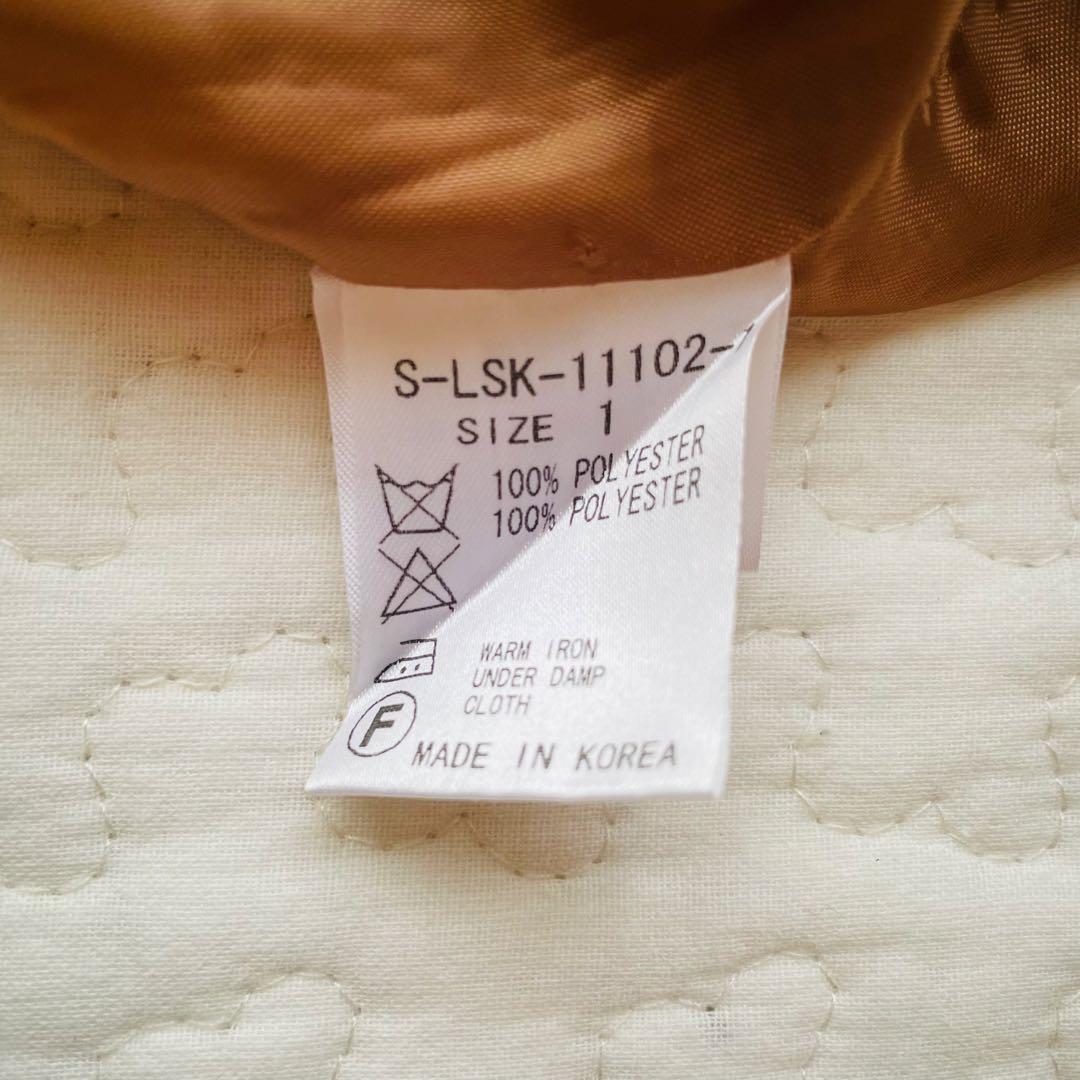 S-LSK-11102-
SIZE 1
100% POLYESTER
100% POLYESTER
WARM IRON
UNDER DAMP
CLOTH
F
MADE IN KOREA